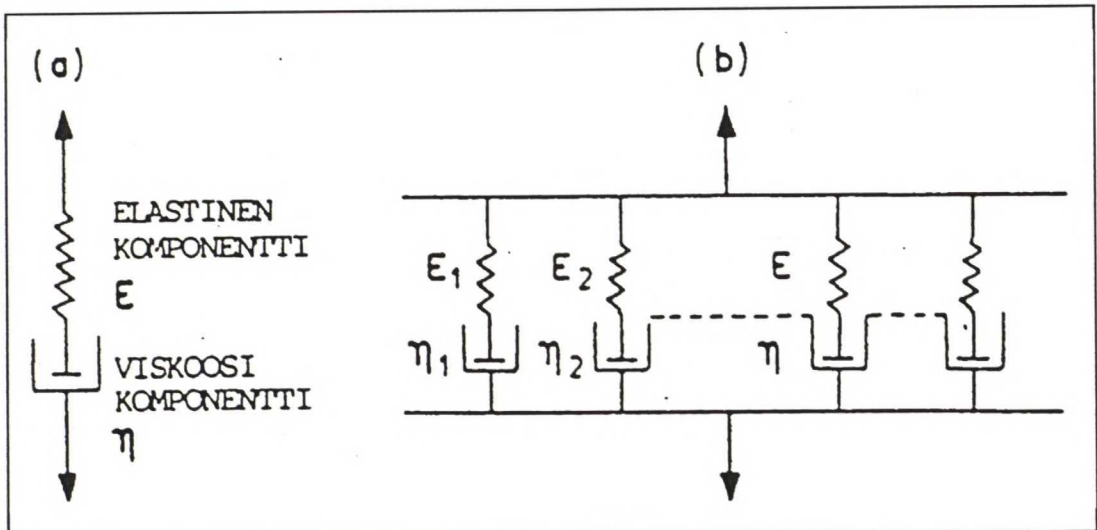 (a)
ELASTINEN
KOMPONENTTI
E
VISKOOSI
KOMPONENTTI
η
(b)
E1 E2 E
η1 η2 η